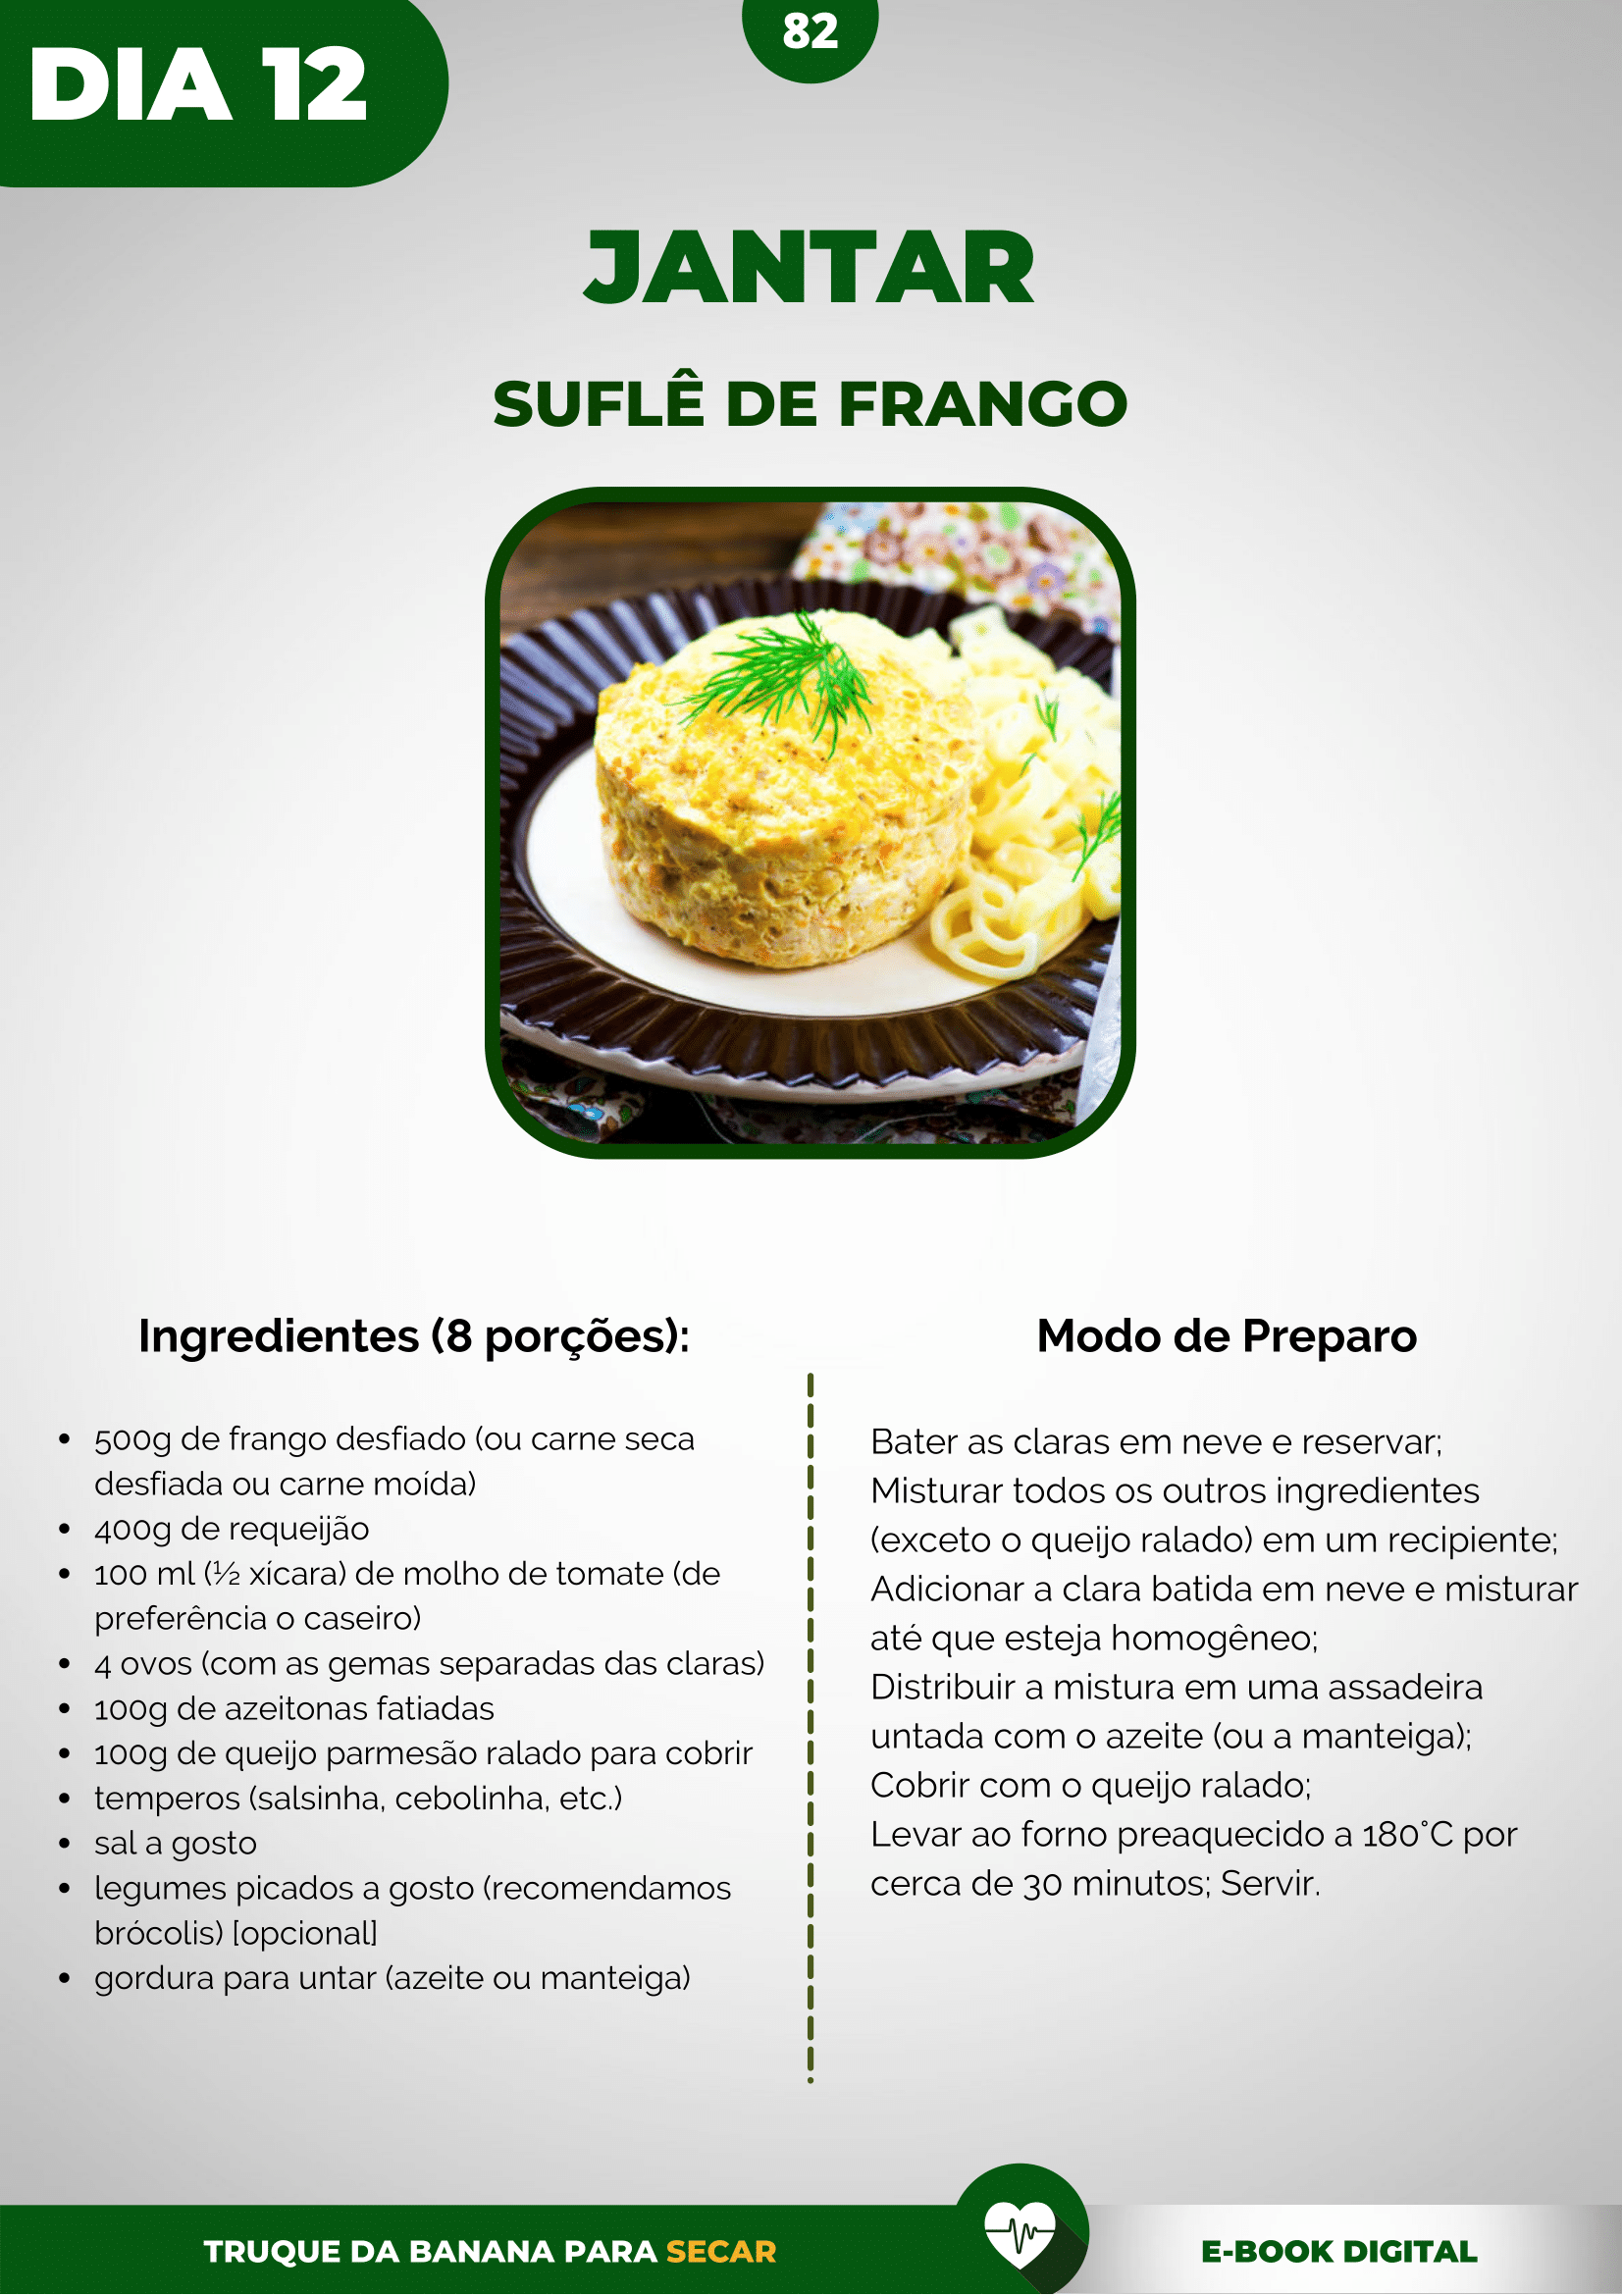 DIA 12
82
JANTAR
SUFLÊ DE FRANGO
Ingredientes (8 porções):
• 500g de frango desfiado (ou carne seca
desfiada ou carne moída)
• 400g de requeijão
• 100 ml (½ xícara) de molho de tomate (de
preferência o caseiro)
• 4 ovos (com as gemas separadas das claras)
• 100g de azeitonas fatiadas
• 100g de queijo parmesão ralado para cobrir
• temperos (salsinha, cebolinha, etc.)
• sal a gosto
• legumes picados a gosto (recomendamos
brócolis) [opcional]
• gordura para untar (azeite ou manteiga)
Modo de Preparo
Bater as claras em neve e reservar;
Misturar todos os outros ingredientes
(exceto o queijo ralado) em um recipiente;
Adicionar a clara batida em neve e misturar
até que esteja homogêneo;
Distribuir a mistura em uma assadeira
untada com o azeite (ou a manteiga);
Cobrir com o queijo ralado;
Levar ao forno preaquecido a 180°C por
cerca de 30 minutos; Servir.
TRUQUE DA BANANA PARA SECAR
E-BOOK DIGITAL